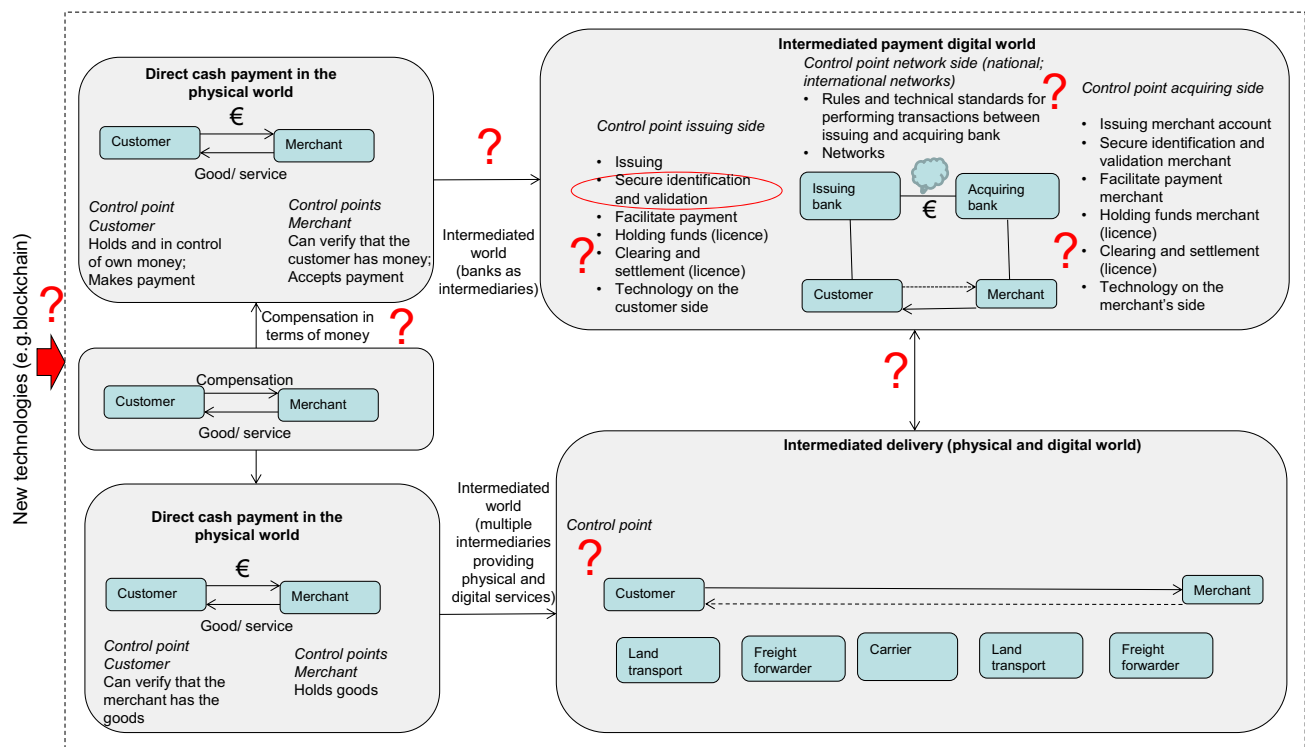 New technologies (e.g.blockchain)
?
Direct cash payment in the
physical world
€
Customer
Merchant
Good/ service
Control point
Customer
Holds and in control
of own money;
Makes payment
Control points
Merchant
Can verify that the
customer has money;
Accepts payment
?
Intermediated
world
(banks as
intermediaries)
Compensation in
terms of money
?
Compensation
Customer
Merchant
Good/ service
Direct cash payment in the
physical world
€
Customer
Merchant
Good/ service
Control point
Customer
Can verify that the
merchant has the
goods
Control points
Merchant
Holds goods
Intermediated
world
(multiple
intermediaries
providing
physical and
digital services)
Intermediated payment digital world
Control point network side (national;
international networks)
• Rules and technical standards for
performing transactions between
issuing and acquiring bank
• Networks
?
Control point issuing side
• Issuing
• Secure identification
and validation
• Facilitate payment
• Holding funds (licence)
• Clearing and
settlement (licence)
• Technology on the
customer side
?
Issuing
bank
€
Acquiring
bank
Customer
Merchant
Control point acquiring side
• Issuing merchant account
• Secure identification and
validation merchant
• Facilitate payment
merchant
• Holding funds merchant
(licence)
• Clearing and settlement
(licence)
• Technology on the
merchant's side
?
?
Intermediated delivery (physical and digital world)
Control point
?
Customer
Merchant
Land
transport
Freight
forwarder
Carrier
Land
transport
Freight
forwarder